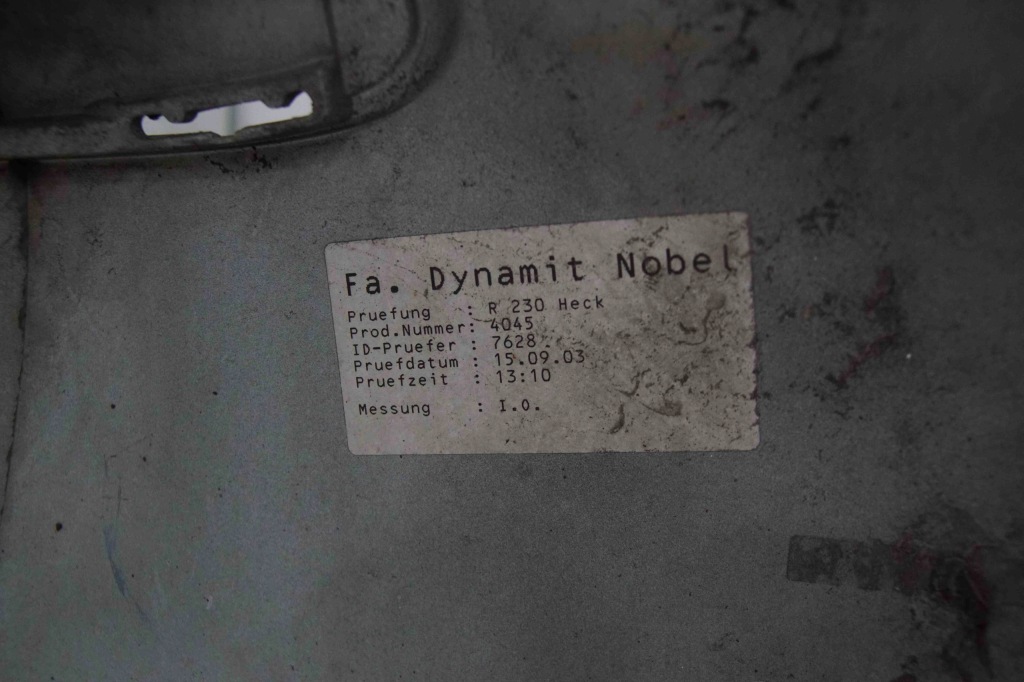 Fa. Dynamit Nobel
Pruefung : R 230 Heck
Prod.Nummer: 4045
ID-Pruefer : 7628
Pruefdatum : 15.09.03
Pruefzeit : 13:10
Messung : I.O.